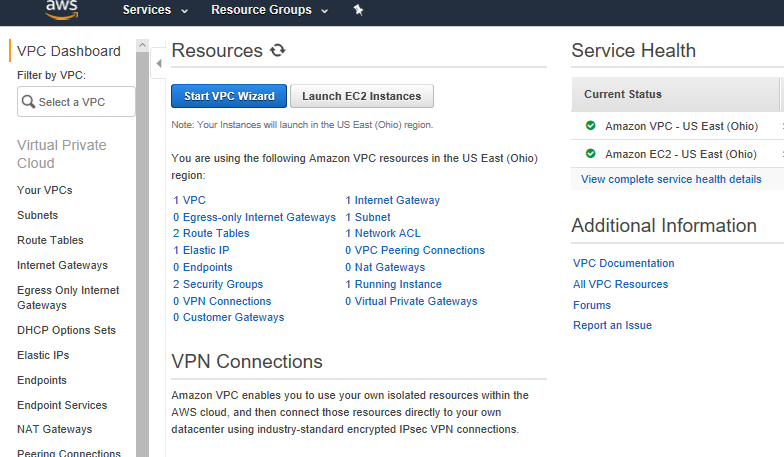 aws
Services
Resource Groups
VPC Dashboard
Filter by VPC:
Select a VPC
Virtual Private
Cloud
Your VPCs
Subnets
Route Tables
Internet Gateways
Egress Only Internet
Gateways
DHCP Options Sets
Elastic IPs
Endpoints
Endpoint Services
NAT Gateways
Peering Connections
Resources
Start VPC Wizard
Launch EC2 Instances
Note: Your Instances will launch in the US East (Ohio) region.
You are using the following Amazon VPC resources in the US East (Ohio)
region:
1 VPC
1 Internet Gateway
0 Egress-only Internet Gateways
1 Subnet
2 Route Tables
1 Network ACL
1 Elastic IP
0 VPC Peering Connections
0 Endpoints
0 Nat Gateways
2 Security Groups
1 Running Instance
0 VPN Connections
0 Virtual Private Gateways
0 Customer Gateways
VPN Connections
Amazon VPC enables you to use your own isolated resources within the
AWS cloud, and then connect those resources directly to your own
datacenter using industry-standard encrypted IPsec VPN connections.
Service Health
Current Status
Amazon VPC - US East (Ohio)
Amazon EC2 - US East (Ohio)
View complete service health details
Additional Information
VPC Documentation
All VPC Resources
Forums
Report an Issue